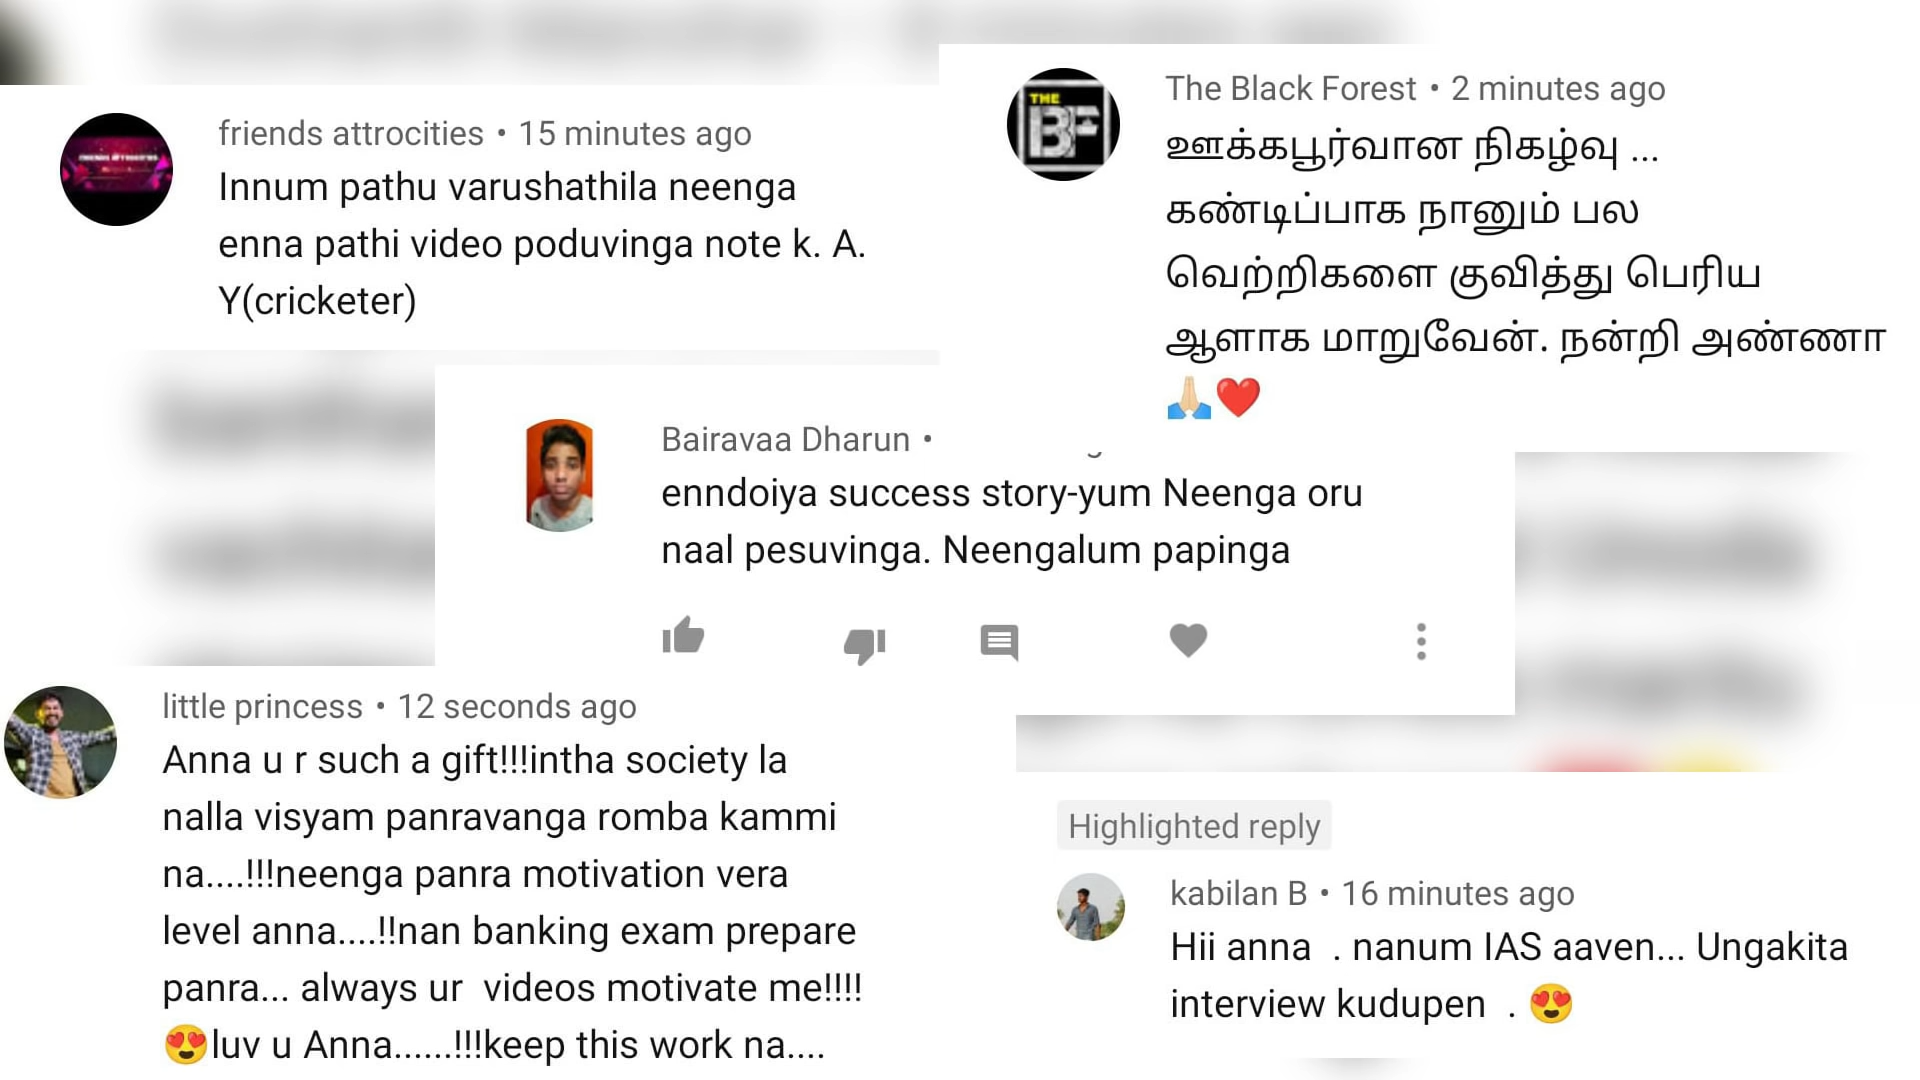 friends attrocities • 15 minutes ago
Innum pathu varushathila neenga
enna pathi video poduvinga note k. A.
Y(cricketer)
THE
BF
The Black Forest • 2 minutes ago
ஊக்கபூர்வான நிகழ்வு ...
கண்டிப்பாக நானும் பல
வெற்றிகளை குவித்து பெரிய
ஆளாக மாறுவேன். நன்றி அண்ணா
🙏🏻❤️
Bairavaa Dharun •
enndoiya success story-yum Neenga oru
naal pesuvinga. Neengalum papinga
little princess • 12 seconds ago
Anna u r such a gift!!!intha society la
nalla visyam panravanga romba kammi
na....!!!neenga panra motivation vera
level anna....!!nan banking exam prepare
panra... always ur  videos motivate me!!!!
😍luv u Anna......!!!keep this work na....
Highlighted reply
kabilan B • 16 minutes ago
Hii anna  . nanum IAS aaven... Ungakita
interview kudupen  . 😍